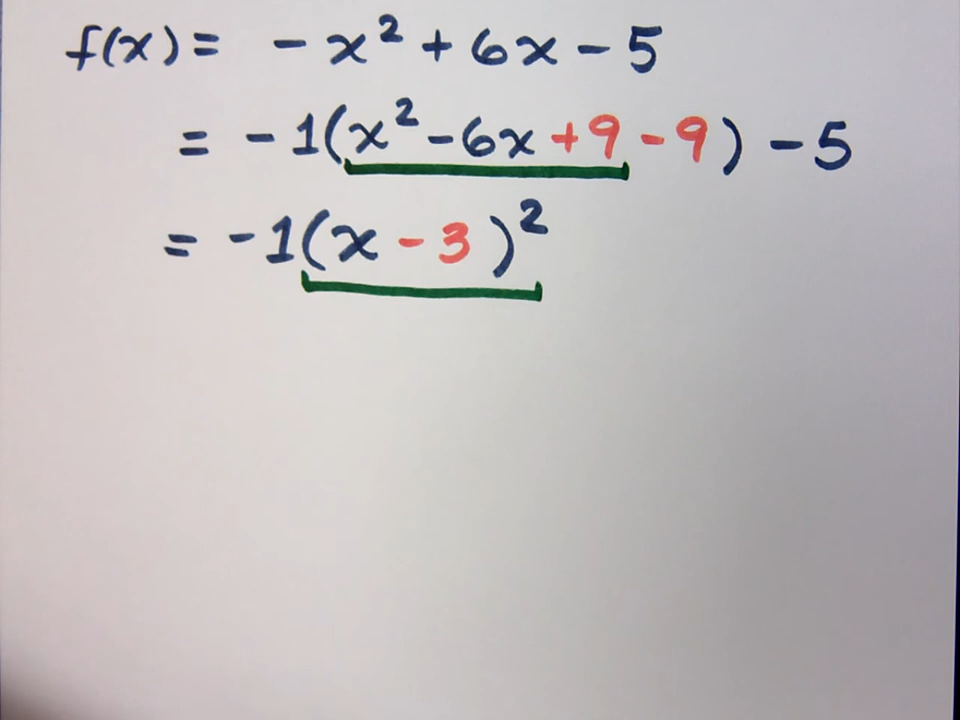 f(x) = - x² + 6x - 5
= - 1(x² - 6x + 9 - 9) - 5
= - 1(x - 3)²